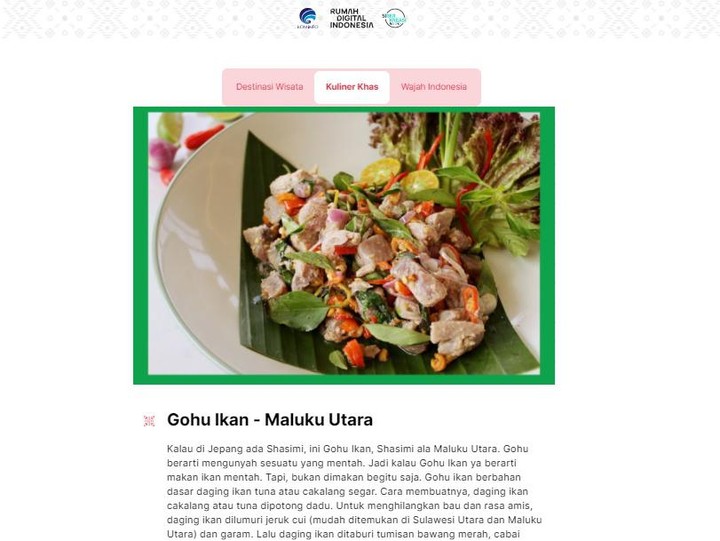 RUMAH
DIGITAL
INDONESIA
Destinasi Wisata
Kuliner Khas
Wajah Indonesia
Gohu Ikan - Maluku Utara
Kalau di Jepang ada Shasimi, ini Gohu Ikan, Shasimi ala Maluku Utara. Gohu
berarti mengunyah sesuatu yang mentah. Jadi kalau Gohu Ikan ya berarti
makan ikan mentah. Tapi, bukan dimakan begitu saja. Gohu ikan berbahan
dasar daging ikan tuna atau cakalang segar. Cara membuatnya, daging ikan
cakalang atau tuna dipotong dadu. Untuk menghilangkan bau dan rasa amis,
daging ikan dilumuri jeruk cui (mudah ditemukan di Sulawesi Utara dan Maluku
Utara) dan garam. Lalu daging ikan ditaburi tumisan bawang merah, cabai